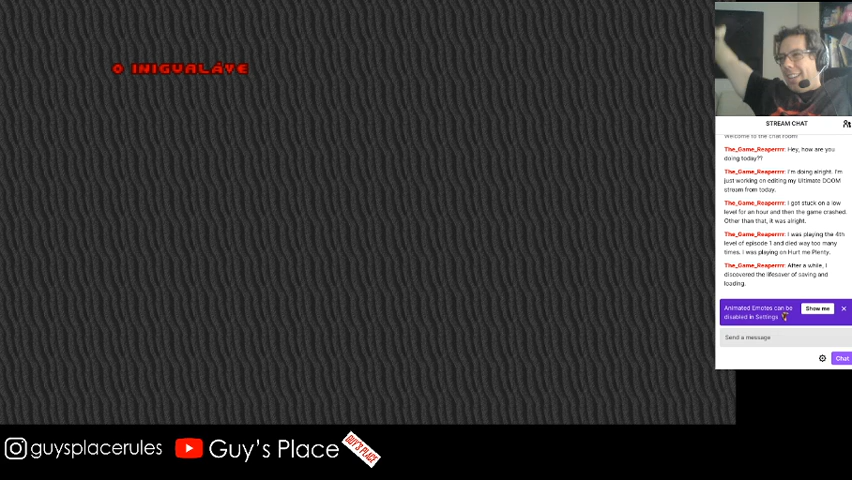 O INIGUALÁVE
STREAM CHAT
Welcome to the chat room!
The_Game_Reaperrrr: Hey, how are you
doing today??
The_Game_Reaperrrr: I'm doing alright. I'm
just working on editing my Ultimate DOOM
stream from today.
The_Game_Reaperrrr: I got stuck on a low
level for an hour and then the game crashed.
Other than that, it was alright.
The_Game_Reaperrrr: I was playing the 4th
level of episode 1 and died way too many
times. I was playing on Hurt me Plenty.
The_Game_Reaperrrr: After a while, I
discovered the lifesaver of saving and
loading.
Animated Emotes can be
disabled in Settings
Show me
Send a message
Chat
guysplacerules
Guy's Place
GUY'S PLACE